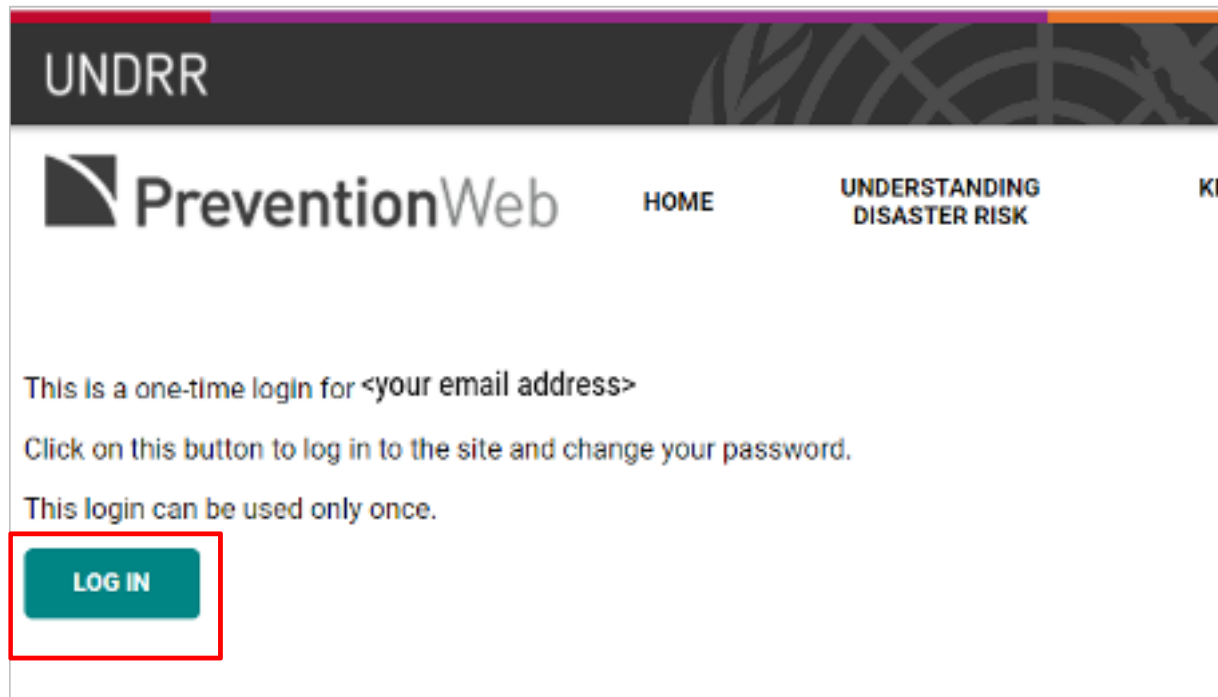 UNDRR
PreventionWeb
HOME
UNDERSTANDING
DISASTER RISK
This is a one-time login for <your email address>
Click on this button to log in to the site and change your password.
This login can be used only once.
LOG IN